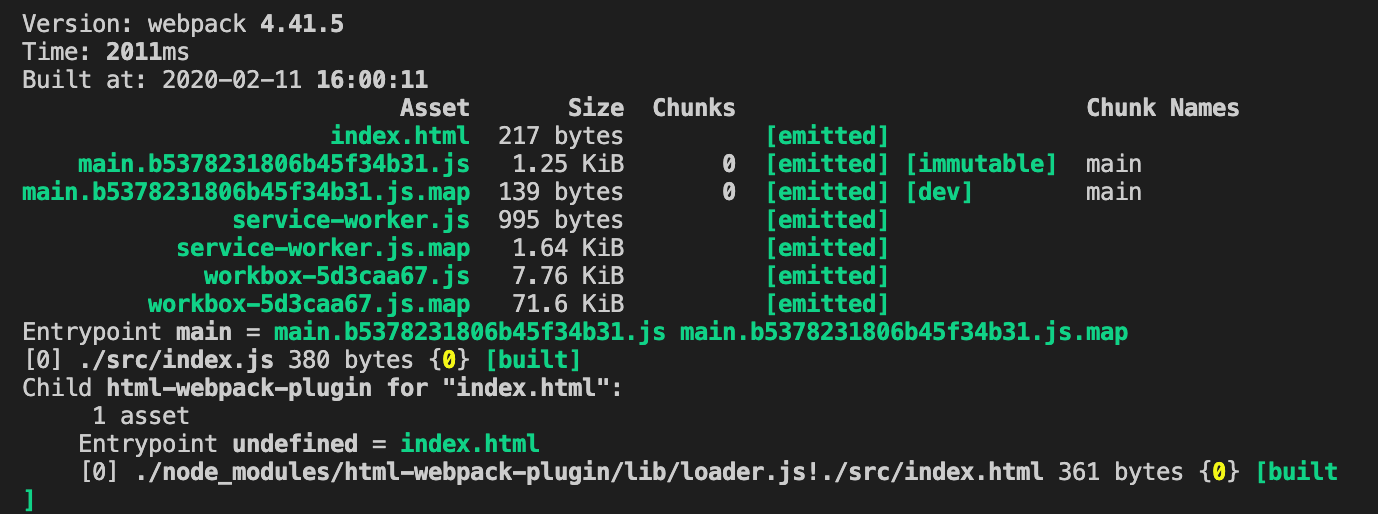 Version: webpack 4.41.5
Time: 2011ms
Built at: 2020-02-11 16:00:11
Asset Size Chunks Chunk Names
index.html 217 bytes [emitted]
main.b5378231806b45f34b31.js 1.25 KiB 0 [emitted] [immutable] main
main.b5378231806b45f34b31.js.map 139 bytes 0 [emitted] [dev] main
service-worker.js 995 bytes [emitted]
service-worker.js.map 1.64 KiB [emitted]
workbox-5d3caa67.js 7.76 KiB [emitted]
workbox-5d3caa67.js.map 71.6 KiB [emitted]
Entrypoint main = main.b5378231806b45f34b31.js main.b5378231806b45f34b31.js.map
[0] ./src/index.js 380 bytes {0} [built]
Child html-webpack-plugin for "index.html":
1 asset
Entrypoint undefined = index.html
[0] ./node_modules/html-webpack-plugin/lib/loader.js!./src/index.html 361 bytes {0} [built
]